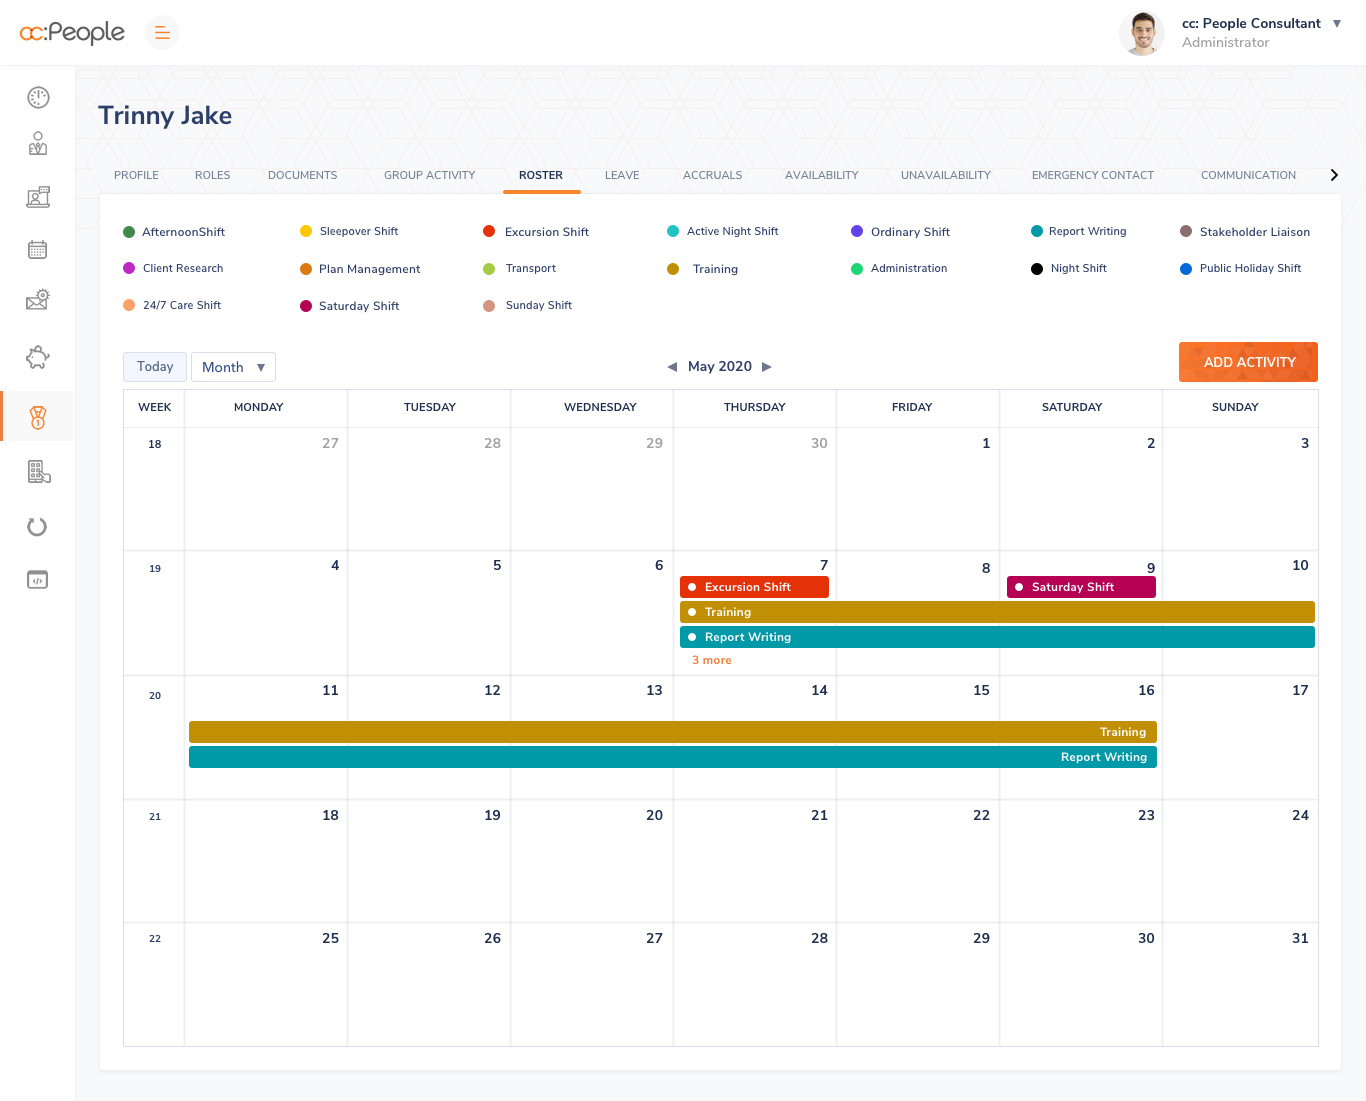 cc:People
cc: People Consultant ▼
Administrator
Trinny Jake
PROFILE ROLES DOCUMENTS GROUP ACTIVITY ROSTER LEAVE ACCRUALS AVAILABILITY UNAVAILABILITY EMERGENCY CONTACT COMMUNICATION
AfternoonShift Sleepover Shift Excursion Shift Active Night Shift Ordinary Shift Report Writing Stakeholder Liaison
Client Research Plan Management Transport Training Administration Night Shift Public Holiday Shift
24/7 Care Shift Saturday Shift Sunday Shift
Today Month ▼ ◀ May 2020 ▶ ADD ACTIVITY
WEEK MONDAY TUESDAY WEDNESDAY THURSDAY FRIDAY SATURDAY SUNDAY
18 27 28 29 30 1 2 3
19 4 5 6 7 8 9 10
Excursion Shift Saturday Shift
Training
Report Writing
3 more
20 11 12 13 14 15 16 17
Training
Report Writing
21 18 19 20 21 22 23 24
22 25 26 27 28 29 30 31